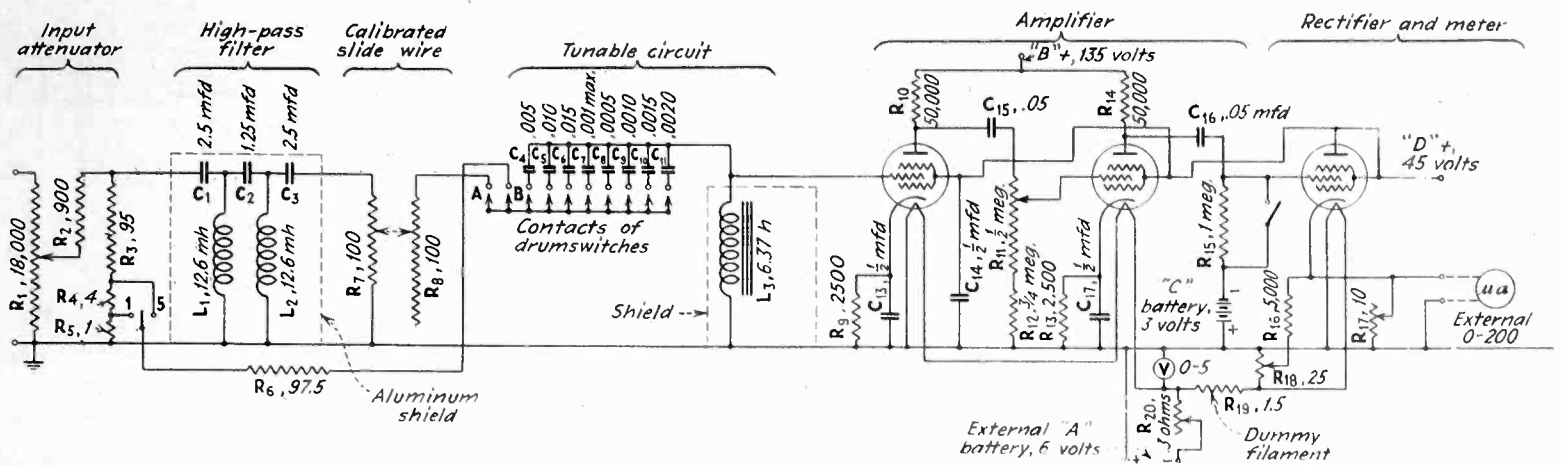 Input
attenuator
High-pass
filter
Calibrated
slide wire
Tunable circuit
Amplifier
Rectifier and meter
"B"+, 135 volts
2.5 mfd
1.25 mfd
2.5 mfd
.005
.010
.015
.001 max.
.0005
.0010
.0015
.0020
R10
50,000
C15, .05
R14
50,000
C16, .05 mfd
"D"+,
45 volts
C1
C2
C3
C4
C5
C6
C7
C8
C9
C10
C11
A
B
Contacts of
drumswitches
R1, 18,000
R2, 900
R3, 95
R4, 4
R5, 1
1
5
L1, 12.6 mh
L2, 12.6 mh
R7, 100
R8, 100
L3, 6.37 h
Shield
R6, 97.5
Aluminum
shield
R9, 2500
C13, 1/2 mfd
C14, 1/2 mfd
R11, 1/2 meg.
R12, 3/4 meg.
R13, 2,500
C17, 1/2 mfd
R15, 1 meg.
"C"
battery,
3 volts
-
+
R16, 5,000
R17, 10
μa
External
0-200
V
0-5
R18, 25
R19, 1.5
R20,
3 ohms
Dummy
filament
External "A"
battery, 6 volts
+
-